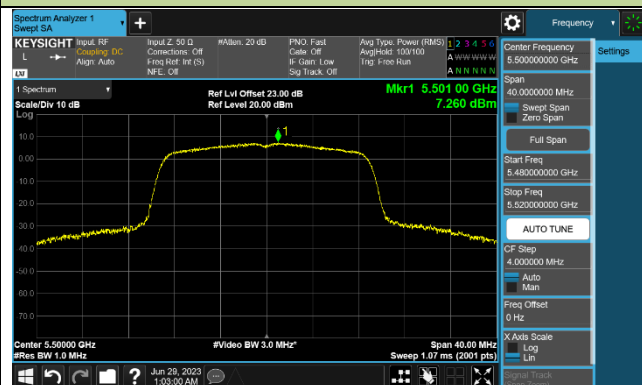 Spectrum Analyzer 1
Swept SA
+
Frequency
KEYSIGHT
L
LXI
Input: RF
Coupling: DC
Align: Auto
Input Z: 50 Ω
Corrections: Off
Freq Ref: Int (S)
NFE: Off
#Atten: 20 dB
PNO: Fast
Gate: Off
IF Gain: Low
Sig Track: Off
Avg Type: Power (RMS)
Avg|Hold: 100/100
Trig: Free Run
1 2 3 4 5 6
A W W W W W
A N N N N N
1 Spectrum
Scale/Div 10 dB
Log
Ref Lvl Offset 23.00 dB
Ref Level 20.00 dBm
Mkr1 5.501 00 GHz
7.260 dBm
1
10.0
0.00
-10.0
-20.0
-30.0
-40.0
-50.0
-60.0
-70.0
Center 5.50000 GHz
#Res BW 1.0 MHz
#Video BW 3.0 MHz*
Span 40.00 MHz
Sweep 1.07 ms (2001 pts)
Jun 29, 2023
1:03:00 AM
Center Frequency
5.500000000 GHz
Span
40.0000000 MHz
Swept Span
Zero Span
Full Span
Start Freq
5.480000000 GHz
Stop Freq
5.520000000 GHz
AUTO TUNE
CF Step
4.000000 MHz
Auto
Man
Freq Offset
0 Hz
X Axis Scale
Log
Lin
Signal Track
(Span Zoom)
Settings